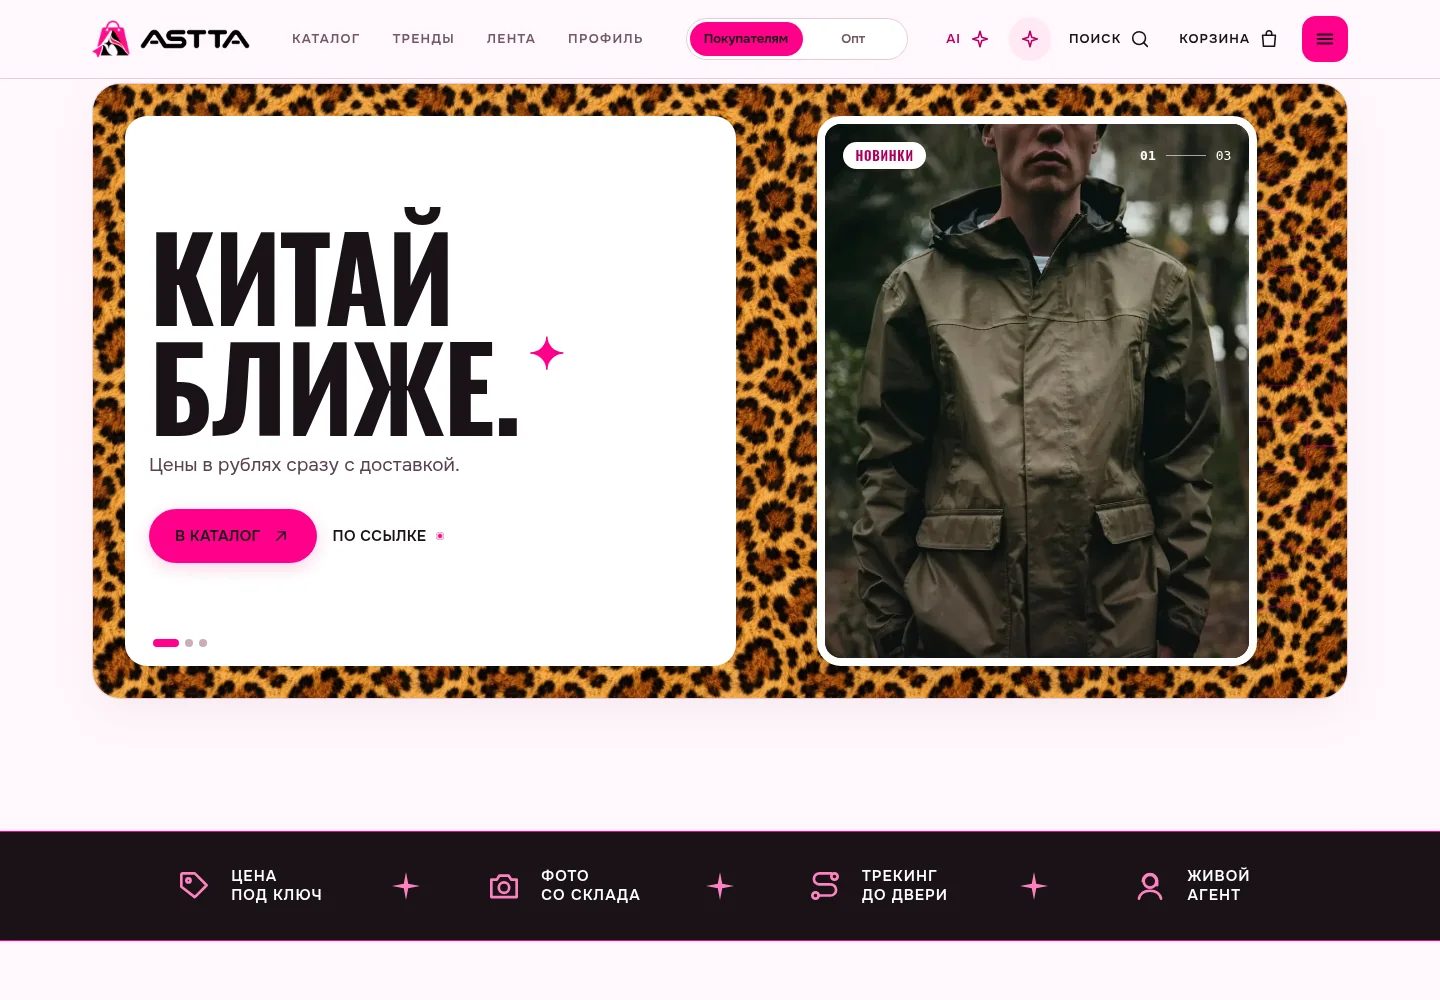 ASTTA
КАТАЛОГ
ТРЕНДЫ
ЛЕНТА
ПРОФИЛЬ
Покупателям
Опт
AI
ПОИСК
КОРЗИНА
НОВИНКИ
01
03
КИТАЙ
БЛИЖЕ.
Цены в рублях сразу с доставкой.
В КАТАЛОГ
ПО ССЫЛКЕ
ЦЕНА
ПОД КЛЮЧ
ФОТО
СО СКЛАДА
ТРЕКИНГ
ДО ДВЕРИ
ЖИВОЙ
АГЕНТ